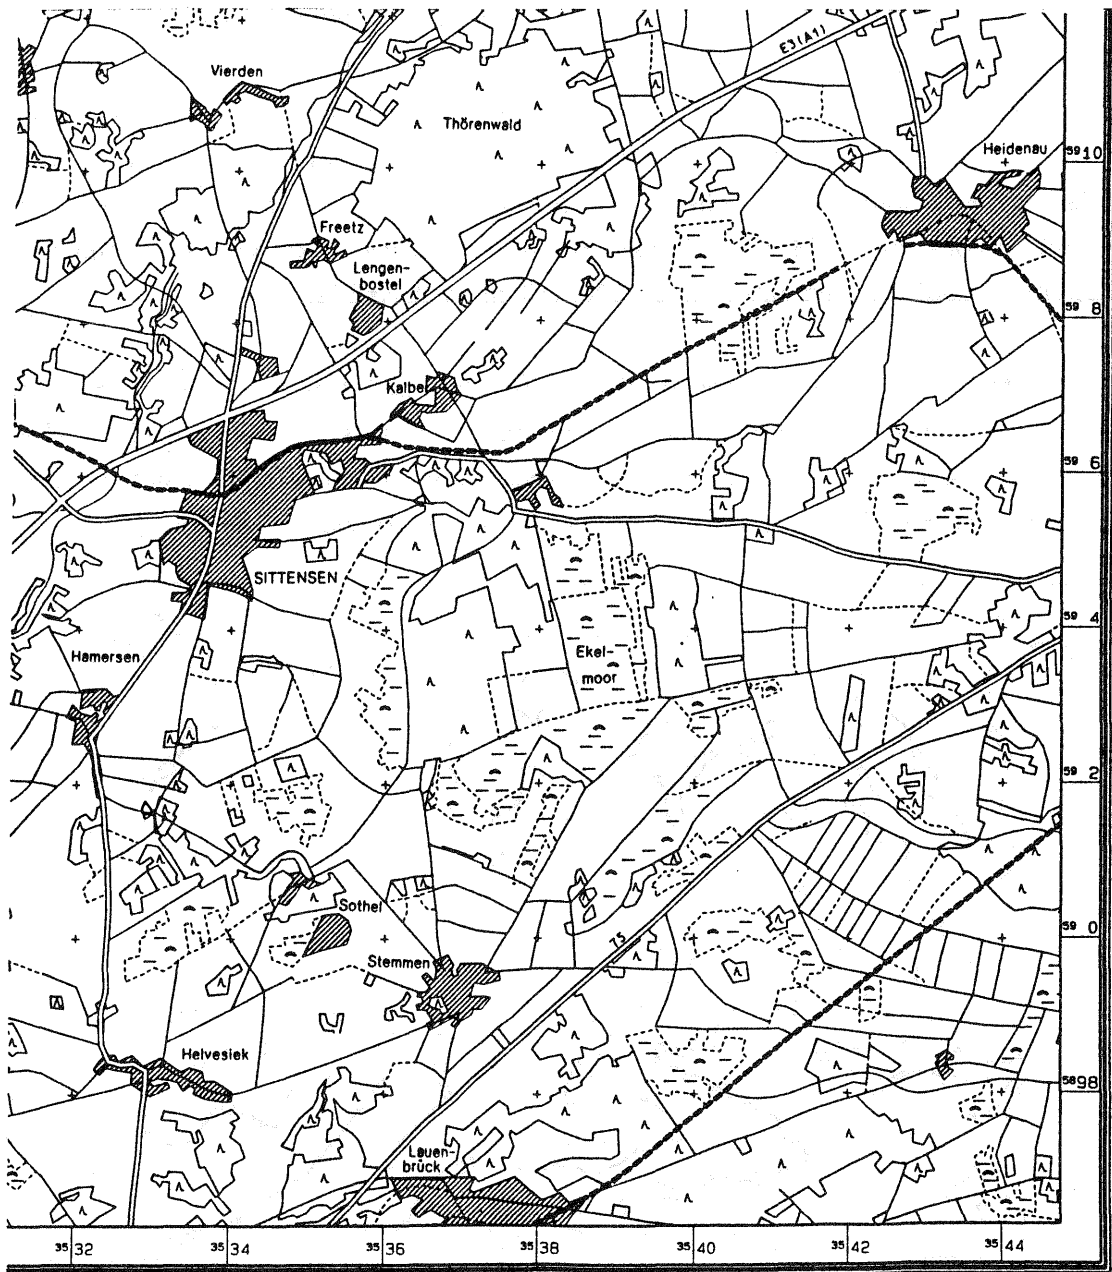 E3(A1)
Vierden
Thörenwald
Heidenau
59 10
Freetz
Lengen-
bostel
59 8
Kalbe
59 6
SITTENSEN
59 4
Ekel-
moor
Hamersen
59 2
Sothel
59 0
75
Stemmen
Helvesiek
58 98
Lauen-
brück
35 32
35 34
35 36
35 38
35 40
35 42
35 44